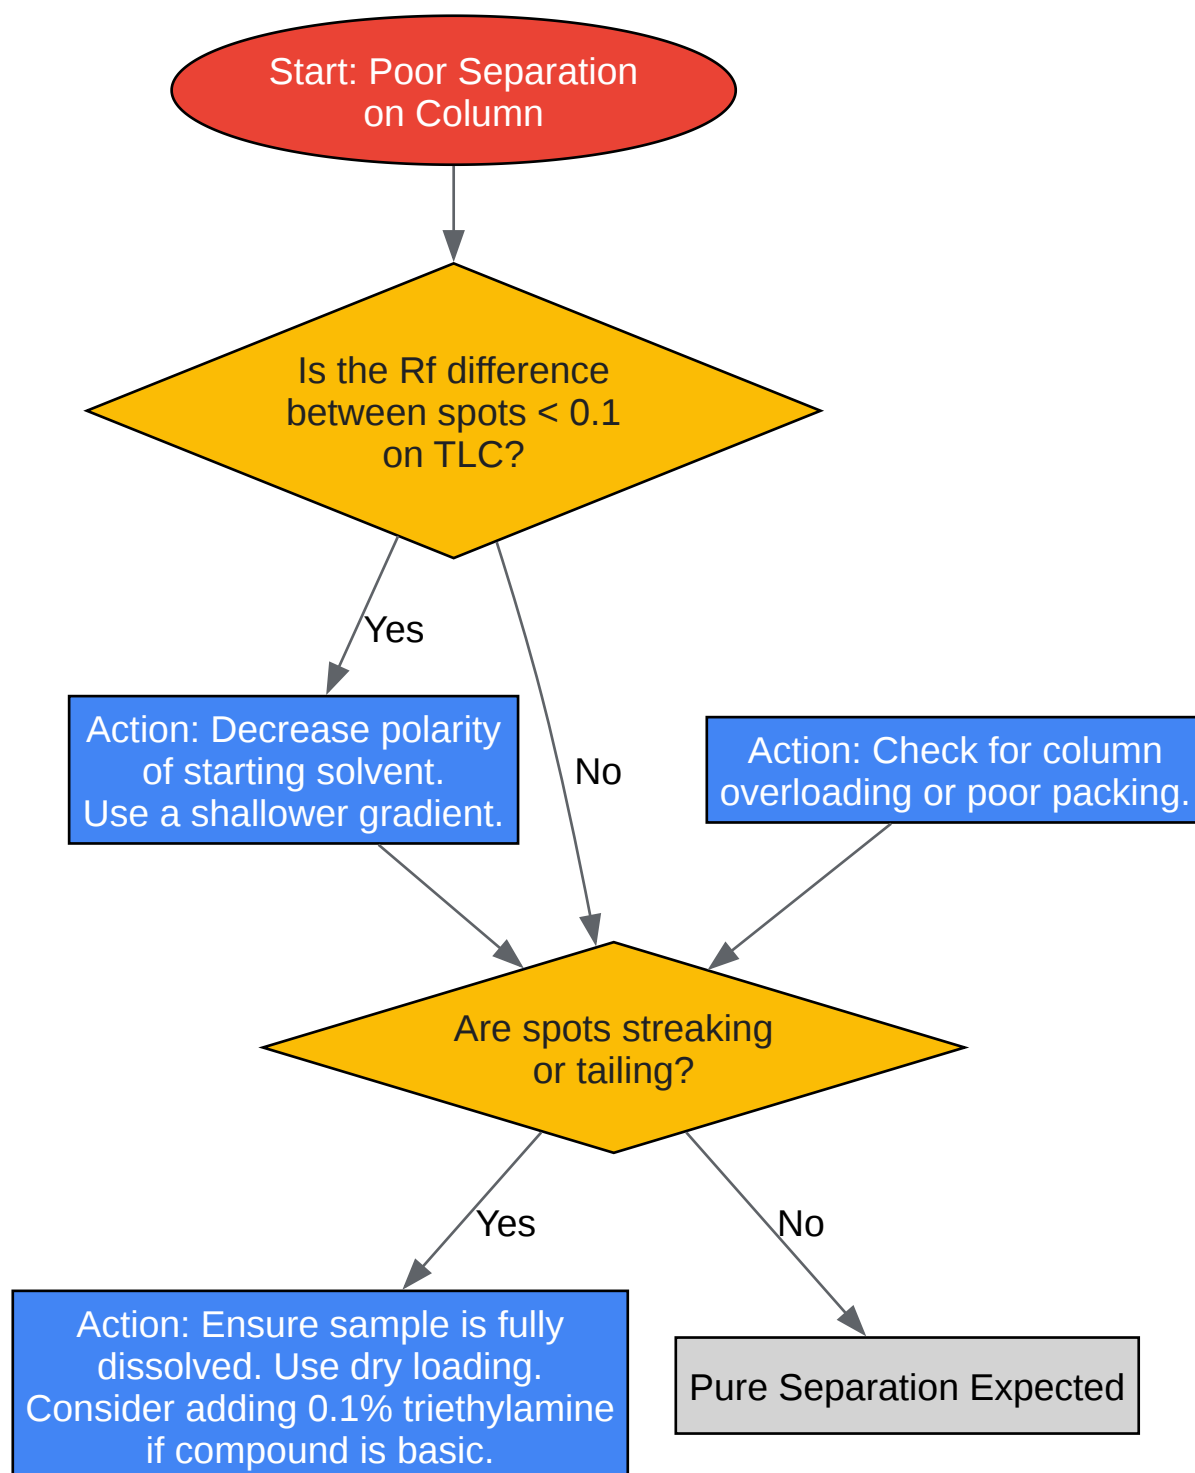 Start: Poor Separation
on Column
Is the Rf difference
between spots < 0.1
on TLC?
Yes
No
Action: Decrease polarity
of starting solvent.
Use a shallower gradient.
Action: Check for column
overloading or poor packing.
Are spots streaking
or tailing?
Yes
No
Action: Ensure sample is fully
dissolved. Use dry loading.
Consider adding 0.1% triethylamine
if compound is basic.
Pure Separation Expected